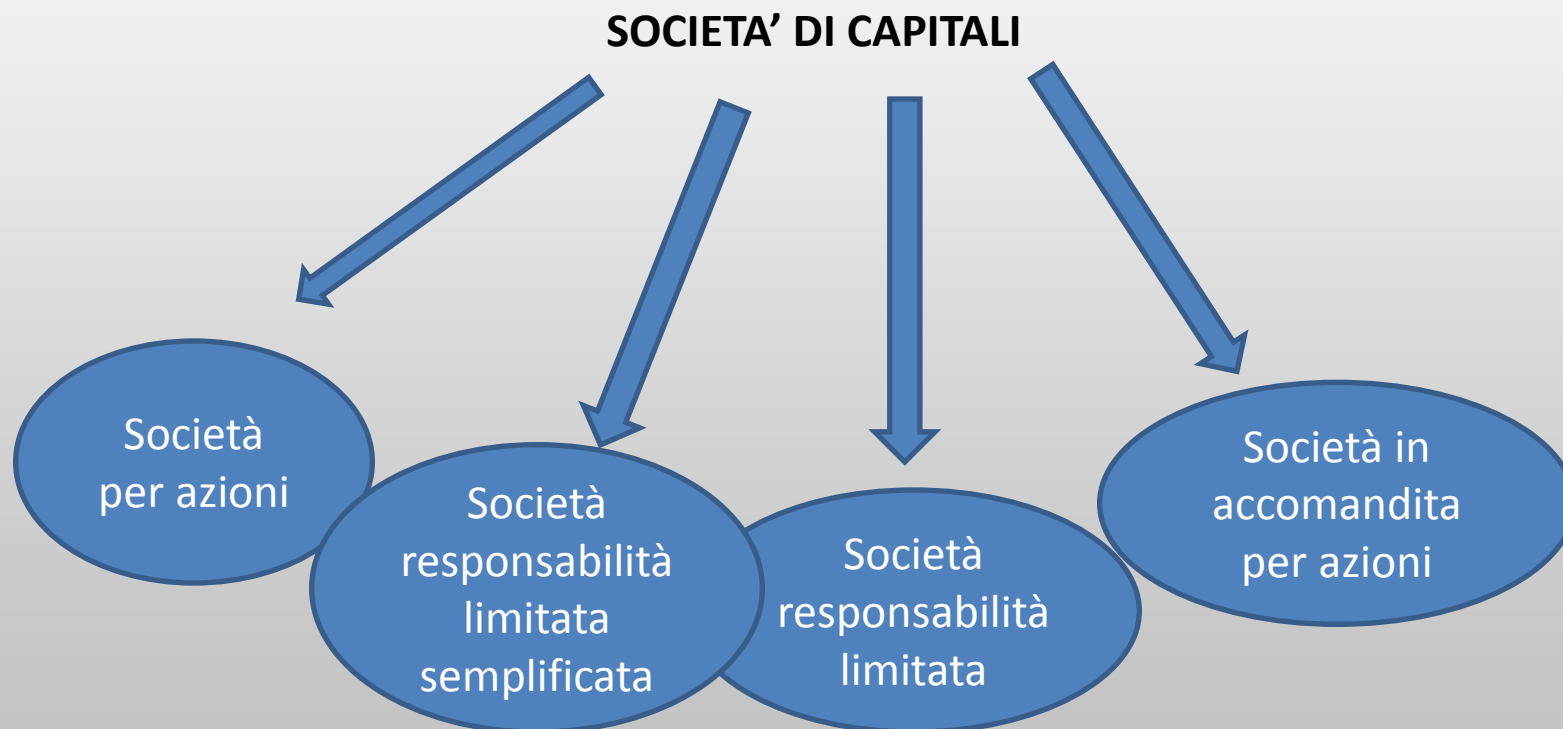 SOCIETA’ DI CAPITALI
Società
per azioni
Società
responsabilità
limitata
semplificata
Società
responsabilità
limitata
Società in
accomandita
per azioni